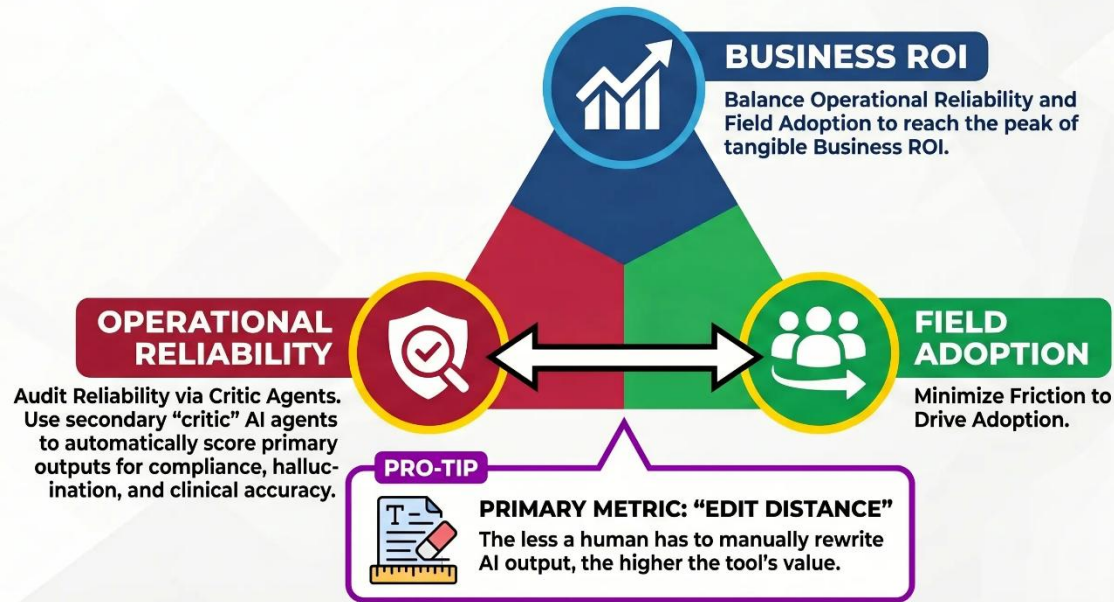 BUSINESS ROI
Balance Operational Reliability and
Field Adoption to reach the peak of
tangible Business ROI.
OPERATIONAL
RELIABILITY
Audit Reliability via Critic Agents.
Use secondary “critic” AI agents
to automatically score primary
outputs for compliance, halluc-
ination, and clinical accuracy.
FIELD
ADOPTION
Minimize Friction to
Drive Adoption.
PRO-TIP
T
PRIMARY METRIC: “EDIT DISTANCE”
The less a human has to manually rewrite
AI output, the higher the tool’s value.